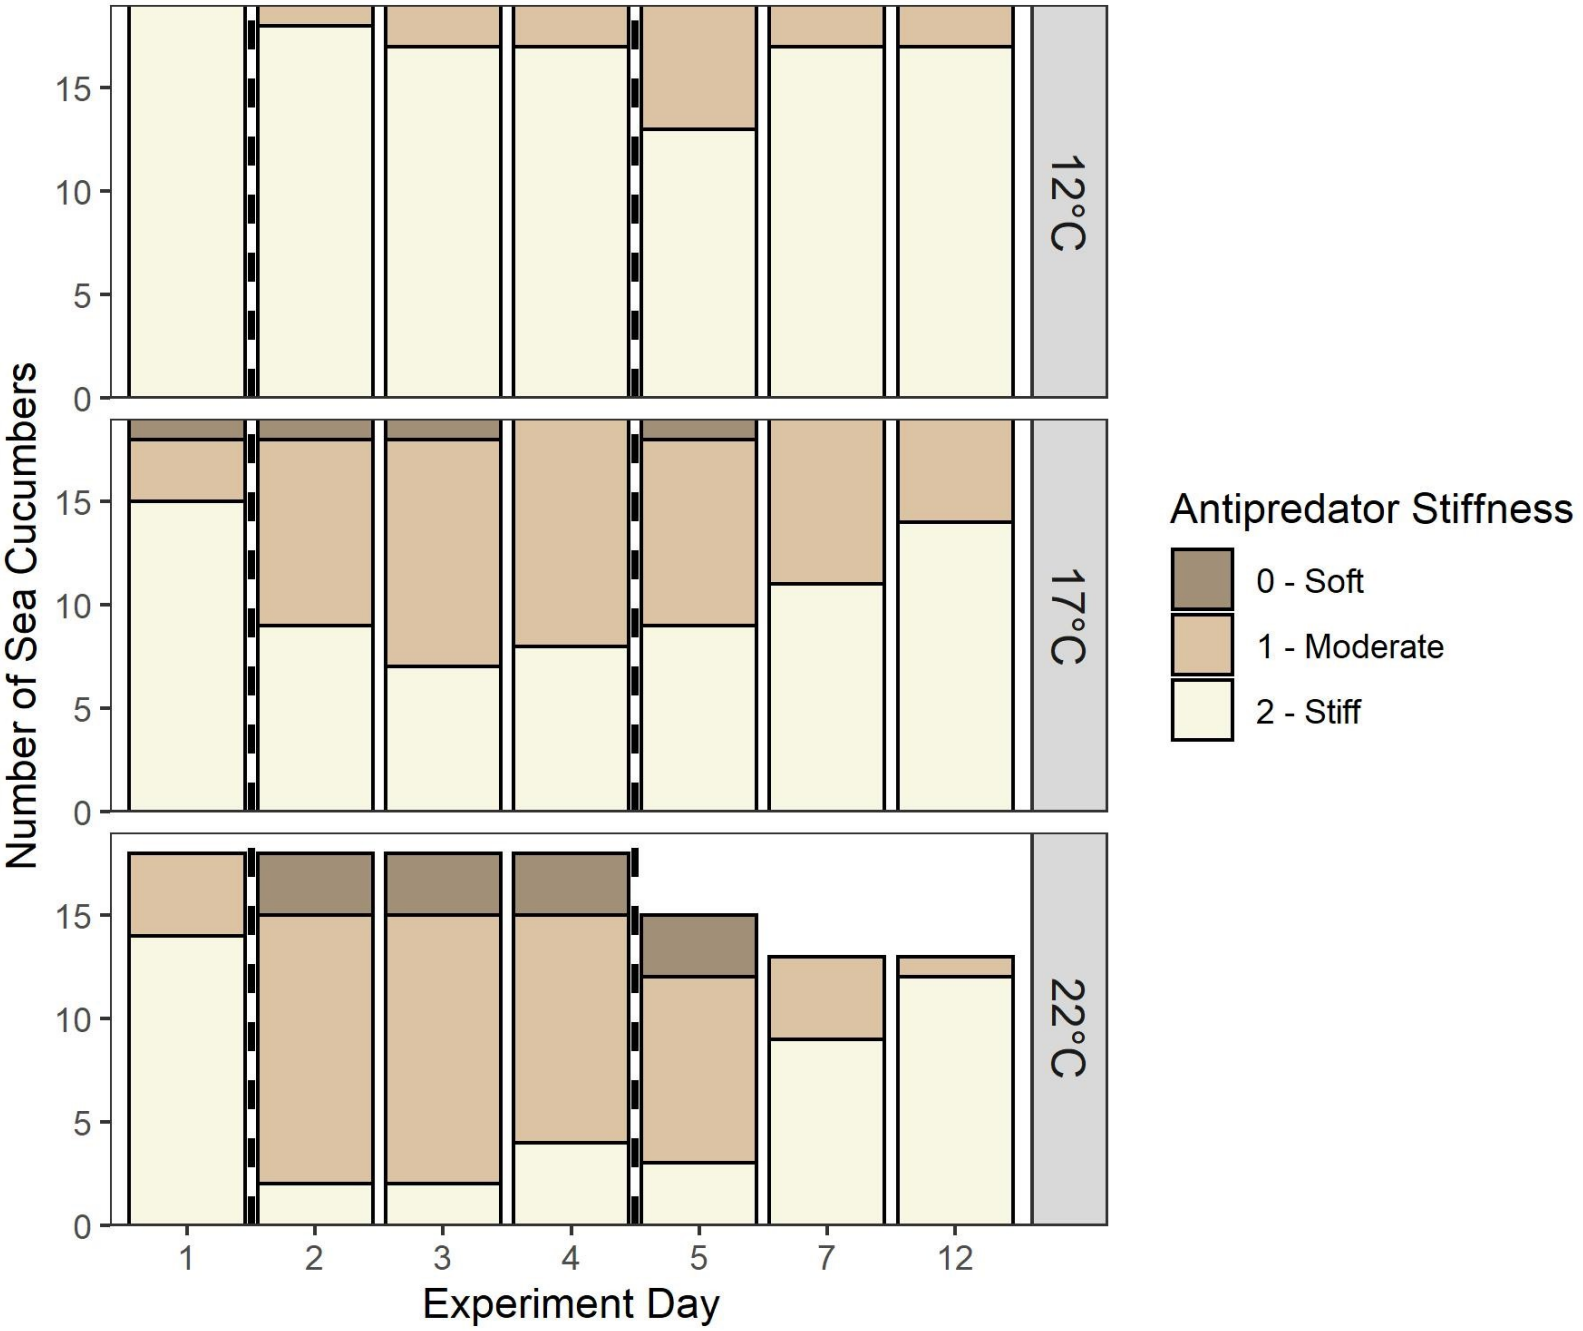 Number of Sea Cucumbers
15
10
5
0
12°C
15
10
5
0
17°C
15
10
5
0
22°C
1 2 3 4 5 7 12
Experiment Day
Antipredator Stiffness
0 - Soft
1 - Moderate
2 - Stiff